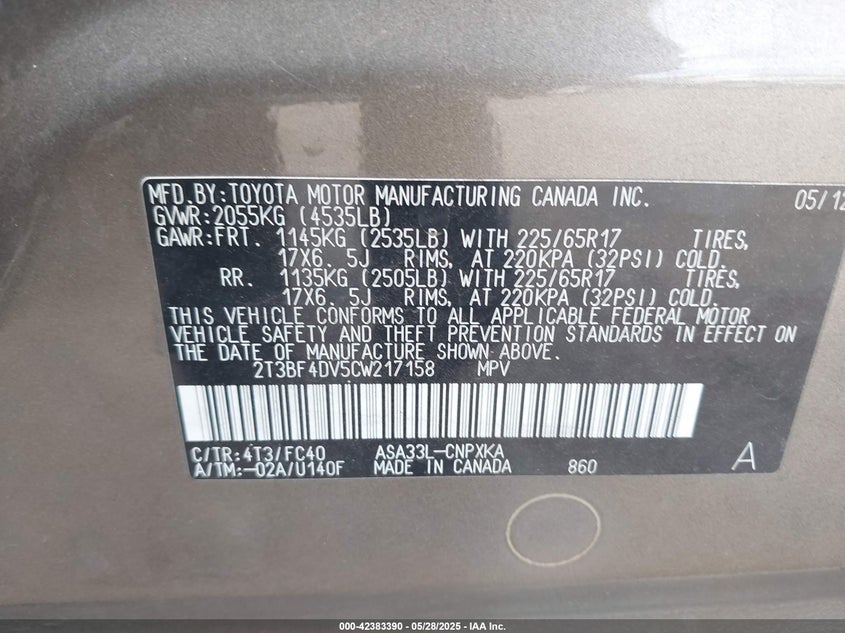 MFD.BY:TOYOTA MOTOR MANUFACTURING CANADA INC. 05/12
GVWR:2055KG (4535LB)
GAWR:FRT. 1145KG (2535LB) WITH 225/65R17 TIRES,
17X6.5J RIMS, AT 220KPA (32PSI) COLD.
RR. 1135KG (2505LB) WITH 225/65R17 TIRES,
17X6.5J RIMS, AT 220KPA (32PSI) COLD.
THIS VEHICLE CONFORMS TO ALL APPLICABLE FEDERAL MOTOR
VEHICLE SAFETY AND THEFT PREVENTION STANDARDS IN EFFECT ON
THE DATE OF MANUFACTURE SHOWN ABOVE.
2T3BF4DV5CW217158 MPV
C/TR:4T3/FC40 ASA33L-CNPXKA
A/TM:-02A/U140F MADE IN CANADA 860 A
000-42383390 | 05/28/2025 - IAA Inc.